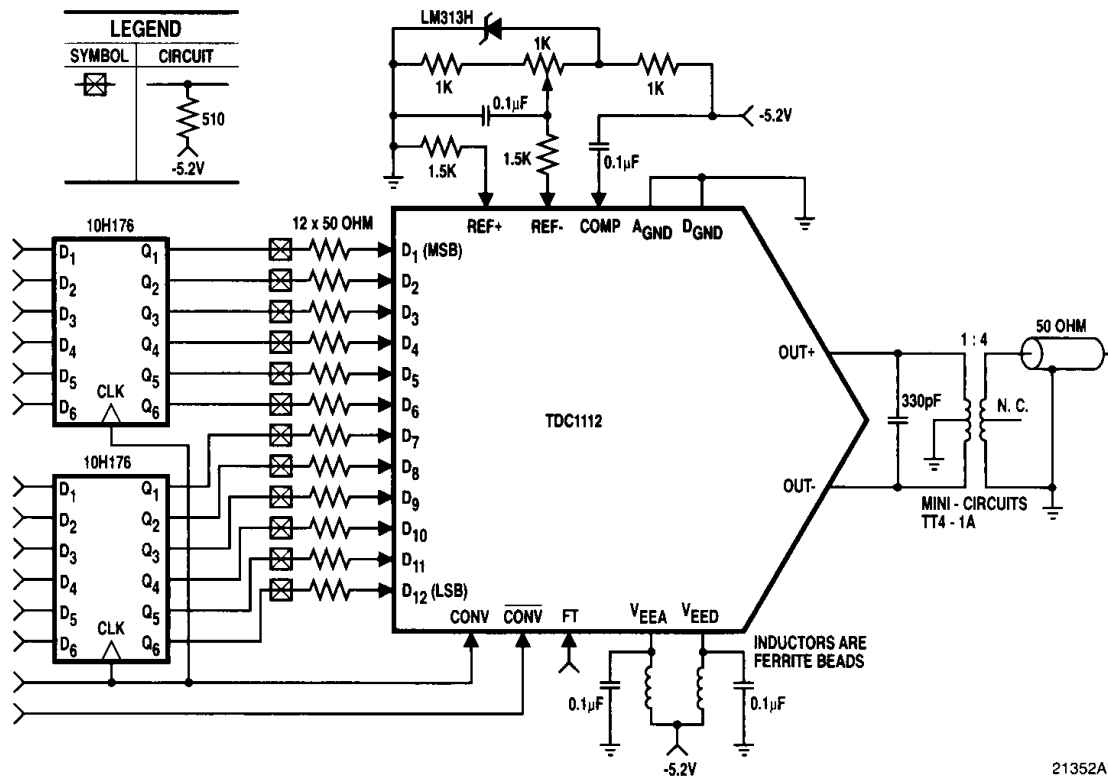 LEGEND
SYMBOL CIRCUIT
510
-5.2V
LM313H
1K
1K
1K
0.1µF
-5.2V
1.5K
1.5K
0.1µF
REF+ REF- COMP AGND DGND
10H176
12 x 50 OHM
D1 Q1
D2 Q2
D3 Q3
D4 Q4
D5 Q5
D6 Q6
CLK
10H176
D1 Q1
D2 Q2
D3 Q3
D4 Q4
D5 Q5
D6 Q6
CLK
D1 (MSB)
D2
D3
D4
D5
D6
D7
D8
D9
D10
D11
D12 (LSB)
TDC1112
OUT+
OUT-
330pF
1 : 4
N. C.
50 OHM
MINI - CIRCUITS
TT4 - 1A
CONV CONV FT VEEA VEED
INDUCTORS ARE
FERRITE BEADS
0.1µF
0.1µF
-5.2V
21352A